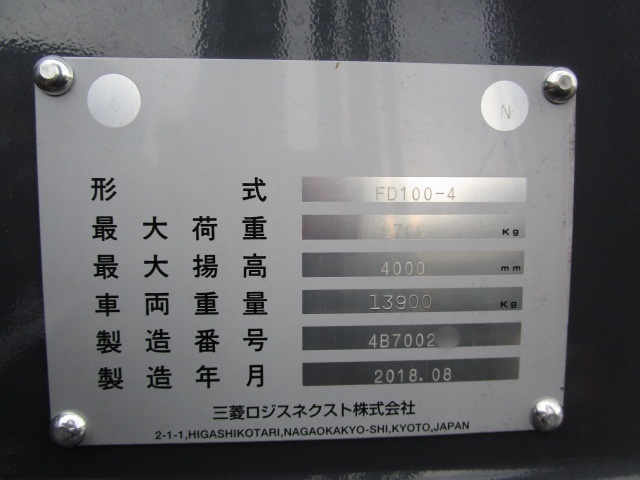 C N
形式 FD100-4
最大荷重 Kg
最大揚高 4000 mm
車両重量 13900 Kg
製造番号 4B7002
製造年月 2018.08
三菱ロジスネクスト株式会社
2-1-1,HIGASHIKOTARI,NAGAOKAKYO-SHI,KYOTO,JAPAN